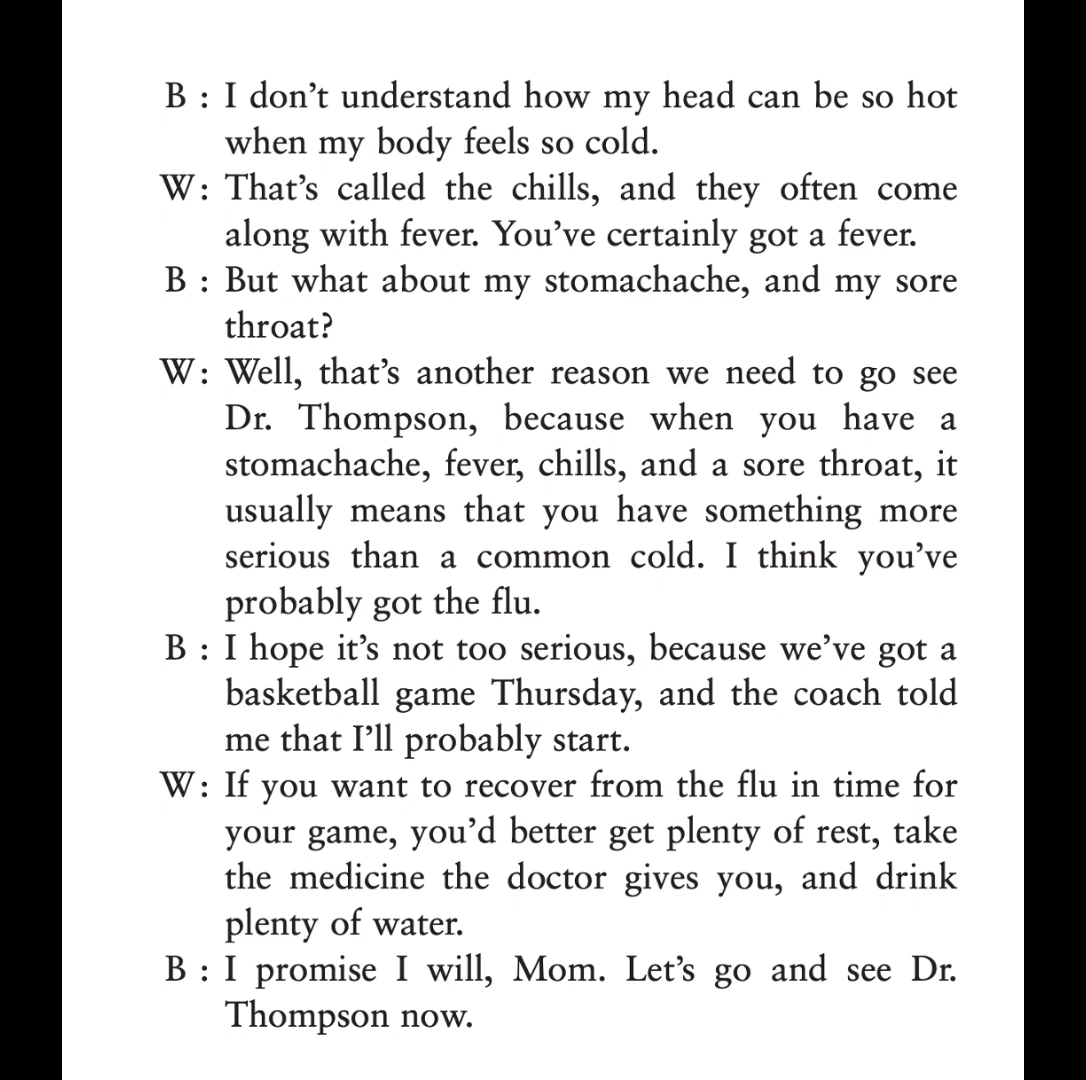 B : I don’t understand how my head can be so hot
when my body feels so cold.
W: That’s called the chills, and they often come
along with fever. You’ve certainly got a fever.
B : But what about my stomachache, and my sore
throat?
W: Well, that’s another reason we need to go see
Dr. Thompson, because when you have a
stomachache, fever, chills, and a sore throat, it
usually means that you have something more
serious than a common cold. I think you’ve
probably got the flu.
B : I hope it’s not too serious, because we’ve got a
basketball game Thursday, and the coach told
me that I’ll probably start.
W: If you want to recover from the flu in time for
your game, you’d better get plenty of rest, take
the medicine the doctor gives you, and drink
plenty of water.
B : I promise I will, Mom. Let’s go and see Dr.
Thompson now.